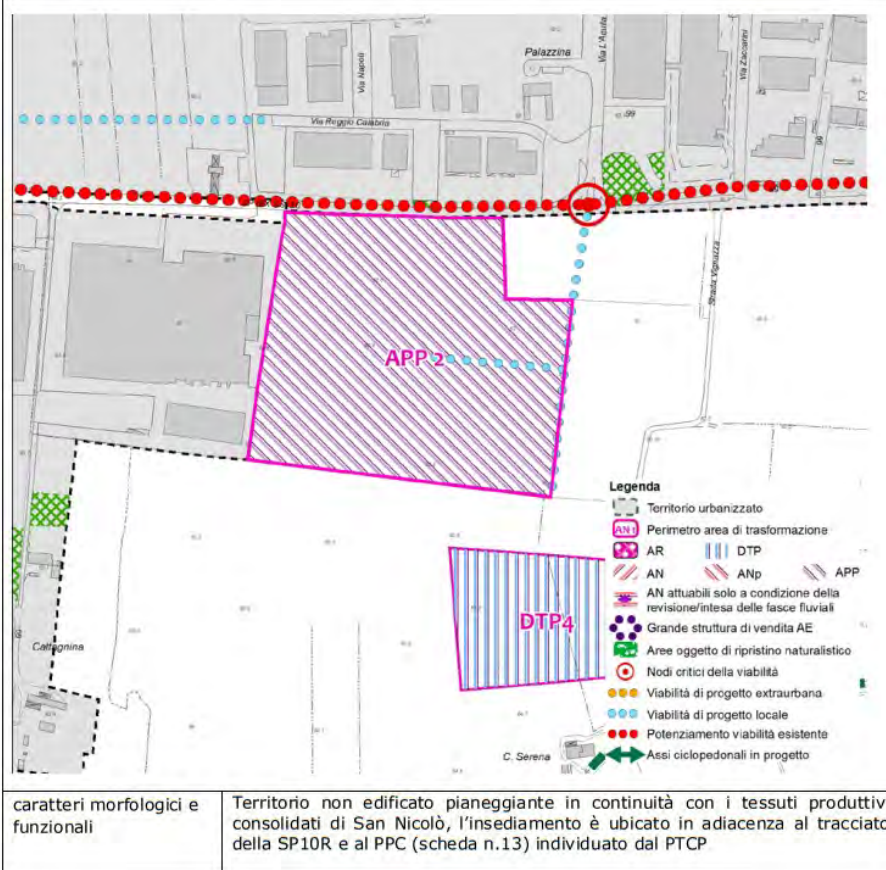 Palazzina
Via L'Aquila
Via Zaccarini
Via Napoli
Via Reggio Calabria
Strada Vignazza
APP 2
DTP4
C. Serena
Legenda
Territorio urbanizzato
AN 1 Perimetro area di trasformazione
AR DTP
AN ANp APP
AN attuabili solo a condizione della
revisione/intesa delle fasce fluviali
Grande struttura di vendita AE
Aree oggetto di ripristino naturalistico
Nodi critici della viabilità
Viabilità di progetto extraurbana
Viabilità di progetto locale
Potenziamento viabilità esistente
Assi ciclopedonali in progetto
caratteri morfologici e
funzionali
Territorio non edificato pianeggiante in continuità con i tessuti produttiv
consolidati di San Nicolò, l'insediamento è ubicato in adiacenza al tracciato
della SP10R e al PPC (scheda n.13) individuato dal PTCP